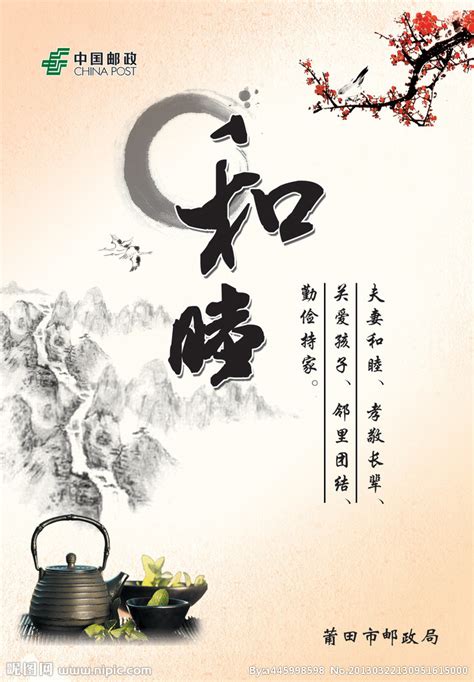 中国邮政
CHINA POST
和睦
夫妻和睦、孝敬长辈、
关爱孩子、邻里团结、
勤俭持家。
莆田市邮政局
昵图网 www.nipic.com
By:a445998598 No:20130322130951615000